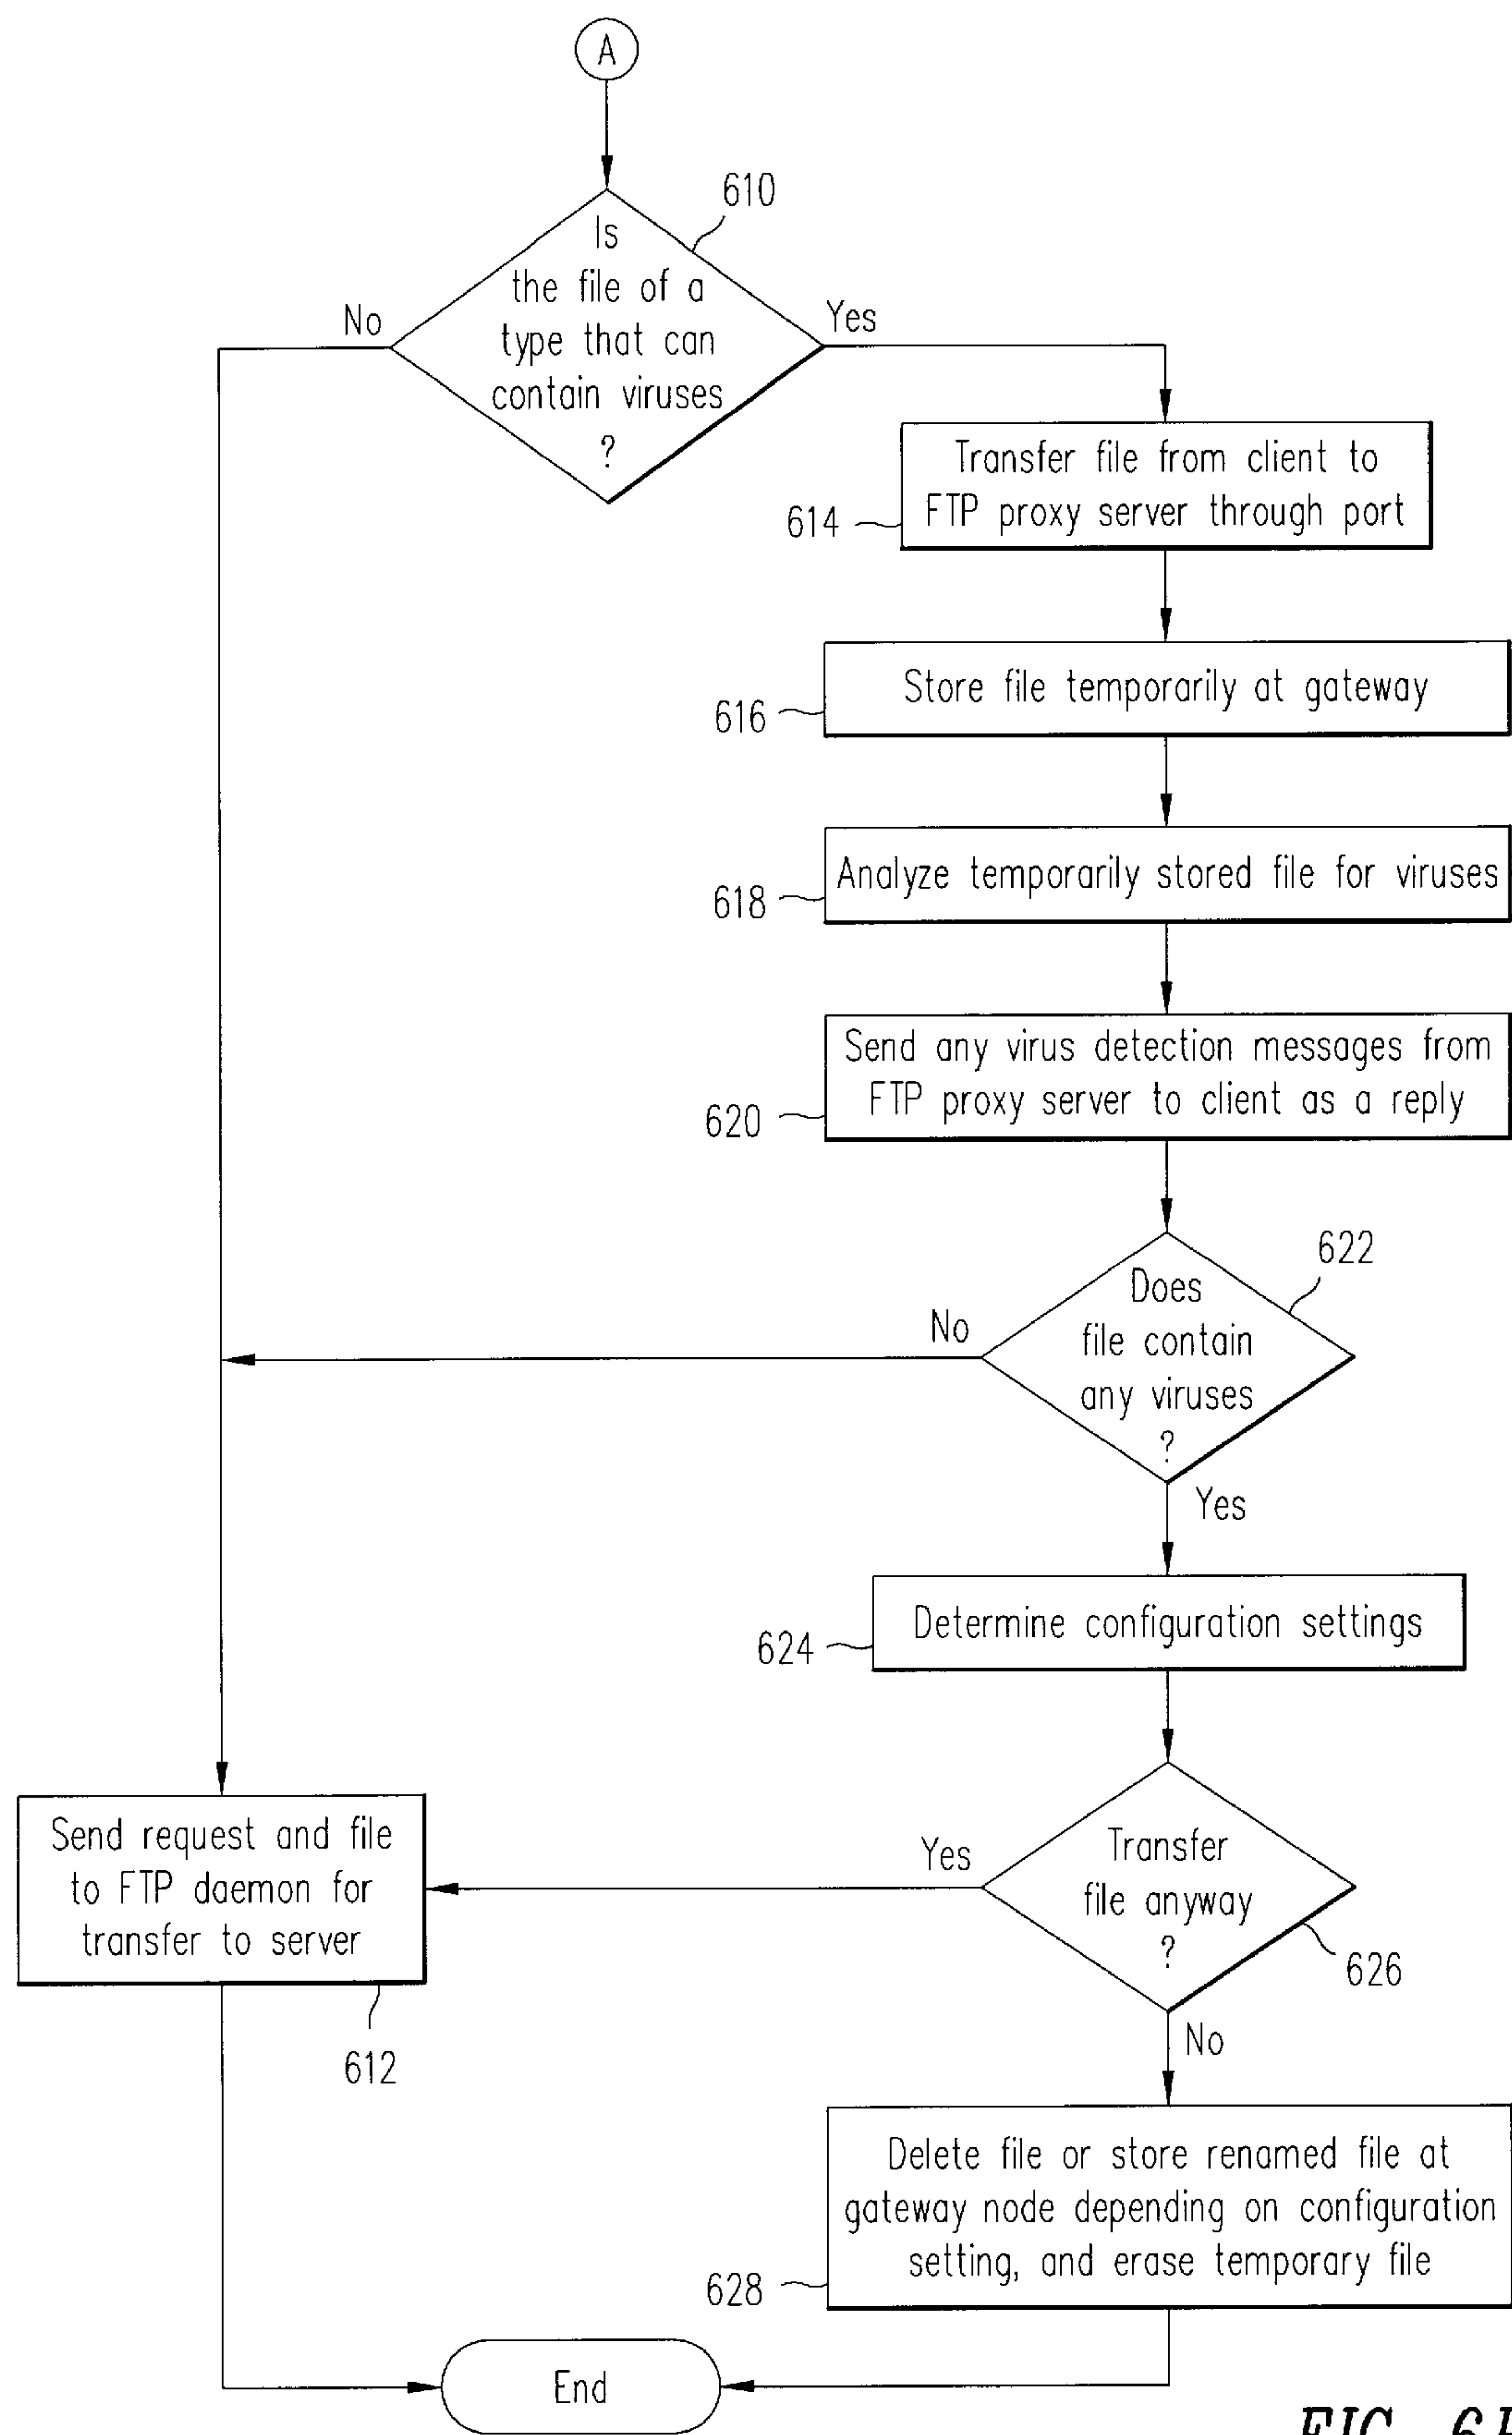 A
610
Is
the file of a
type that can
contain viruses
?
No
Yes
Transfer file from client to
FTP proxy server through port
614
Store file temporarily at gateway
616
Analyze temporarily stored file for viruses
618
Send any virus detection messages from
FTP proxy server to client as a reply
620
622
Does
file contain
any viruses
?
No
Yes
Determine configuration settings
624
Send request and file
to FTP daemon for
transfer to server
612
Yes
Transfer
file anyway
?
626
No
Delete file or store renamed file at
gateway node depending on configuration
setting, and erase temporary file
628
End
FIG.